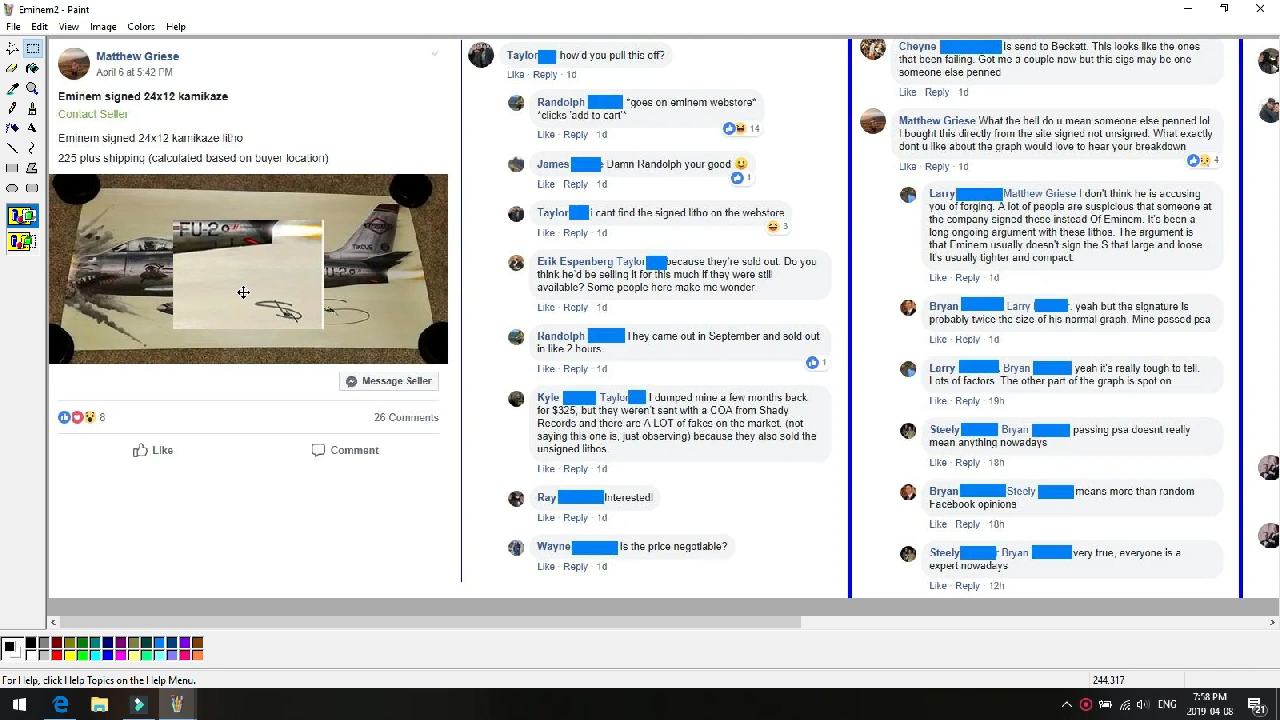 Eminem2 - Paint
File Edit View Image Colors Help
Matthew Griese
April 6 at 5:42 PM
Eminem signed 24x12 kamikaze
Contact Seller
Eminem signed 24x12 kamikaze litho
225 plus shipping (calculated based on buyer location)
FU-2
U-2
Message Seller
8
26 Comments
Like
Comment
Taylor how'd you pull this off?
Like · Reply · 1d
Randolph *goes on eminem webstore*
*clicks 'add to cart'*
14
Like · Reply · 1d
James Damn Randolph your good
1
Like · Reply · 1d
Taylor i cant find the signed litho on the webstore
3
Like · Reply · 1d
Erik Espenberg Taylor because they're sold out. Do you
think he'd be selling it for this much if they were still
available? Some people here make me wonder.
Like · Reply · 1d
Randolph They came out in September and sold out
in like 2 hours.
1
Like · Reply · 1d
Kyle Taylor I dumped mine a few months back
for $325, but they weren't sent with a COA from Shady
Records and there are A LOT of fakes on the market. (not
saying this one is, just observing) because they also sold the
unsigned lithos.
Like · Reply · 1d
Ray Interested!
Like · Reply · 1d
Wayne Is the price negotiable?
Like · Reply · 1d
Cheyne is send to Beckett. This looks like the ones
that been failing. Got me a couple now but this sigs may be one
someone else penned
Like · Reply · 1d
Matthew Griese What the hell do u mean someone else penned lol
I bought this directly from the site signed not unsigned. What exactly
dont u like about the graph would love to hear your breakdown
4
Like · Reply · 1d
Larry Matthew Griese I don't think he is accusing
you of forging. A lot of people are suspicious that someone at
the company signed these instead Of Eminem. It's been a
long ongoing argument with these lithos. The argument is
that Eminem usually doesn't sign the S that large and loose
It's usually tighter and compact.
Like · Reply · 1d
Bryan Larry . yeah but the signature is
probably twice the size of his normal graph. Mine passed psa
Like · Reply · 1d
Larry Bryan yeah it's really tough to tell.
Lots of factors. The other part of the graph is spot on
Like · Reply · 19h
Steely Bryan passing psa doesnt really
mean anything nowadays
Like · Reply · 18h
Bryan Steely means more than random
Facebook opinions
Like · Reply · 18h
Steely Bryan very true, everyone is a
expert nowadays
Like · Reply · 12h
For Help, click Help Topics on the Help Menu.
244,317
ENG
7:58 PM
2019-04-08
21